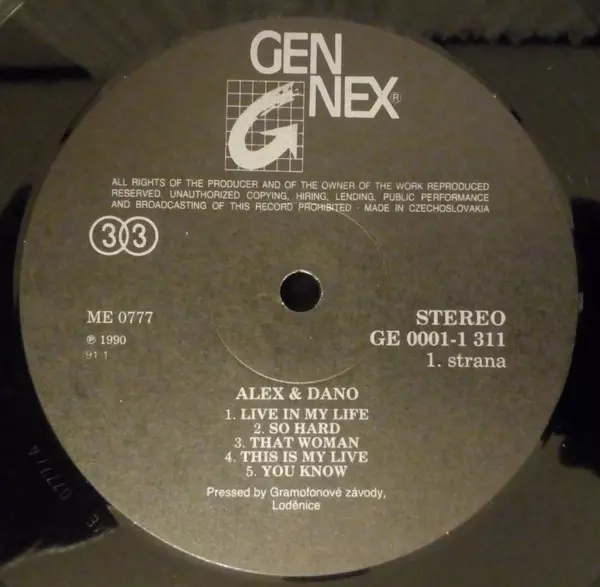 GEN
NEX®
ALL RIGHTS OF THE PRODUCER AND OF THE OWNER OF THE WORK REPRODUCED
RESERVED. UNAUTHORIZED COPYING, HIRING, LENDING, PUBLIC PERFORMANCE
AND BROADCASTING OF THIS RECORD PROHIBITED · MADE IN CZECHOSLOVAKIA
33
ME 0777
℗ 1990
91 1
STEREO
GE 0001-1 311
1. strana
ALEX & DANO
1. LIVE IN MY LIFE
2. SO HARD
3. THAT WOMAN
4. THIS IS MY LIVE
5. YOU KNOW
Pressed by Gramofonové závody,
Loděnice